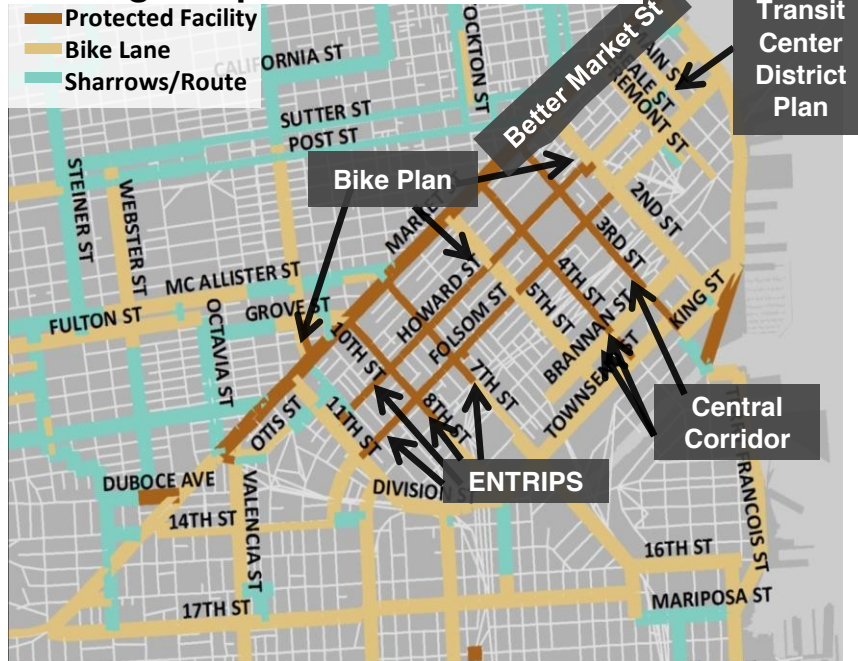 Protected Facility
Bike Lane
Sharrows/Route
CALIFORNIA ST
SUTTER ST
POST ST
Better Market St
MAIN ST
BEALE ST
FREMONT ST
Transit
Center
District
Plan
STEINER ST
WEBSTER ST
Bike Plan
2ND ST
3RD ST
4TH ST
5TH ST
MC ALLISTER ST
HOWARD ST
FOLSOM ST
BRANNAN ST
KING ST
FULTON ST
OCTAVIA ST
GROVE ST
10TH ST
7TH ST
8TH ST
11TH ST
OTIS ST
Central
Corridor
ENTRIPS
DUBOCE AVE
VALENCIA ST
DIVISION
14TH ST
16TH ST
FRANCOIS ST
MARIPOSA ST
17TH ST